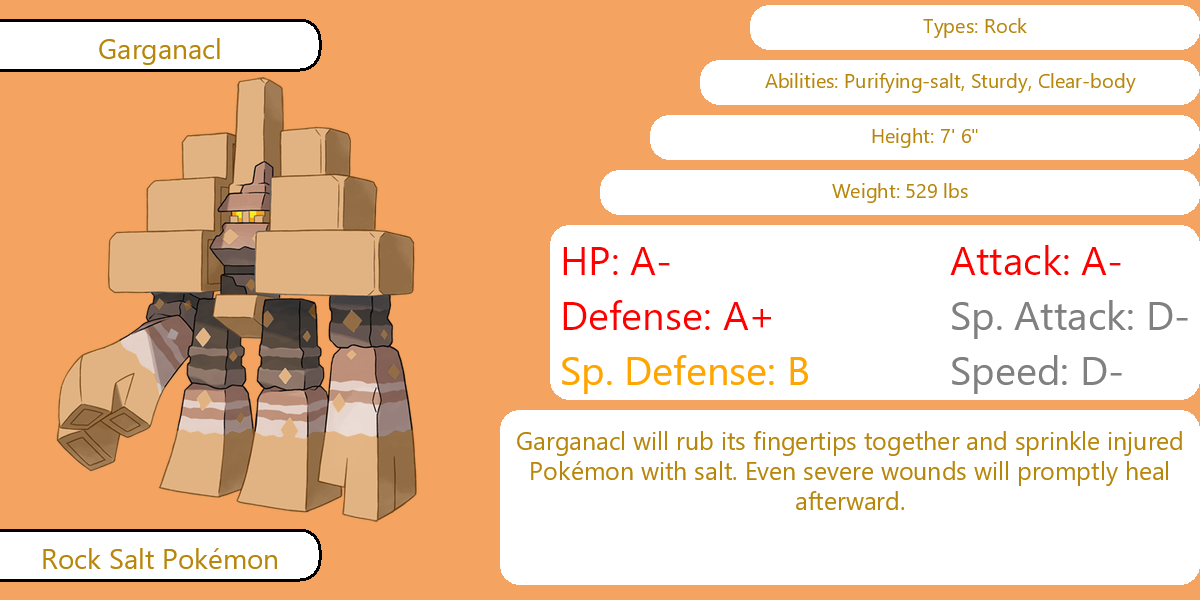 Garganacl
Types: Rock
Abilities: Purifying-salt, Sturdy, Clear-body
Height: 7' 6"
Weight: 529 lbs
HP: A-
Attack: A-
Defense: A+
Sp. Attack: D-
Sp. Defense: B
Speed: D-
Garganacl will rub its fingertips together and sprinkle injured
Pokémon with salt. Even severe wounds will promptly heal
afterward.
Rock Salt Pokémon